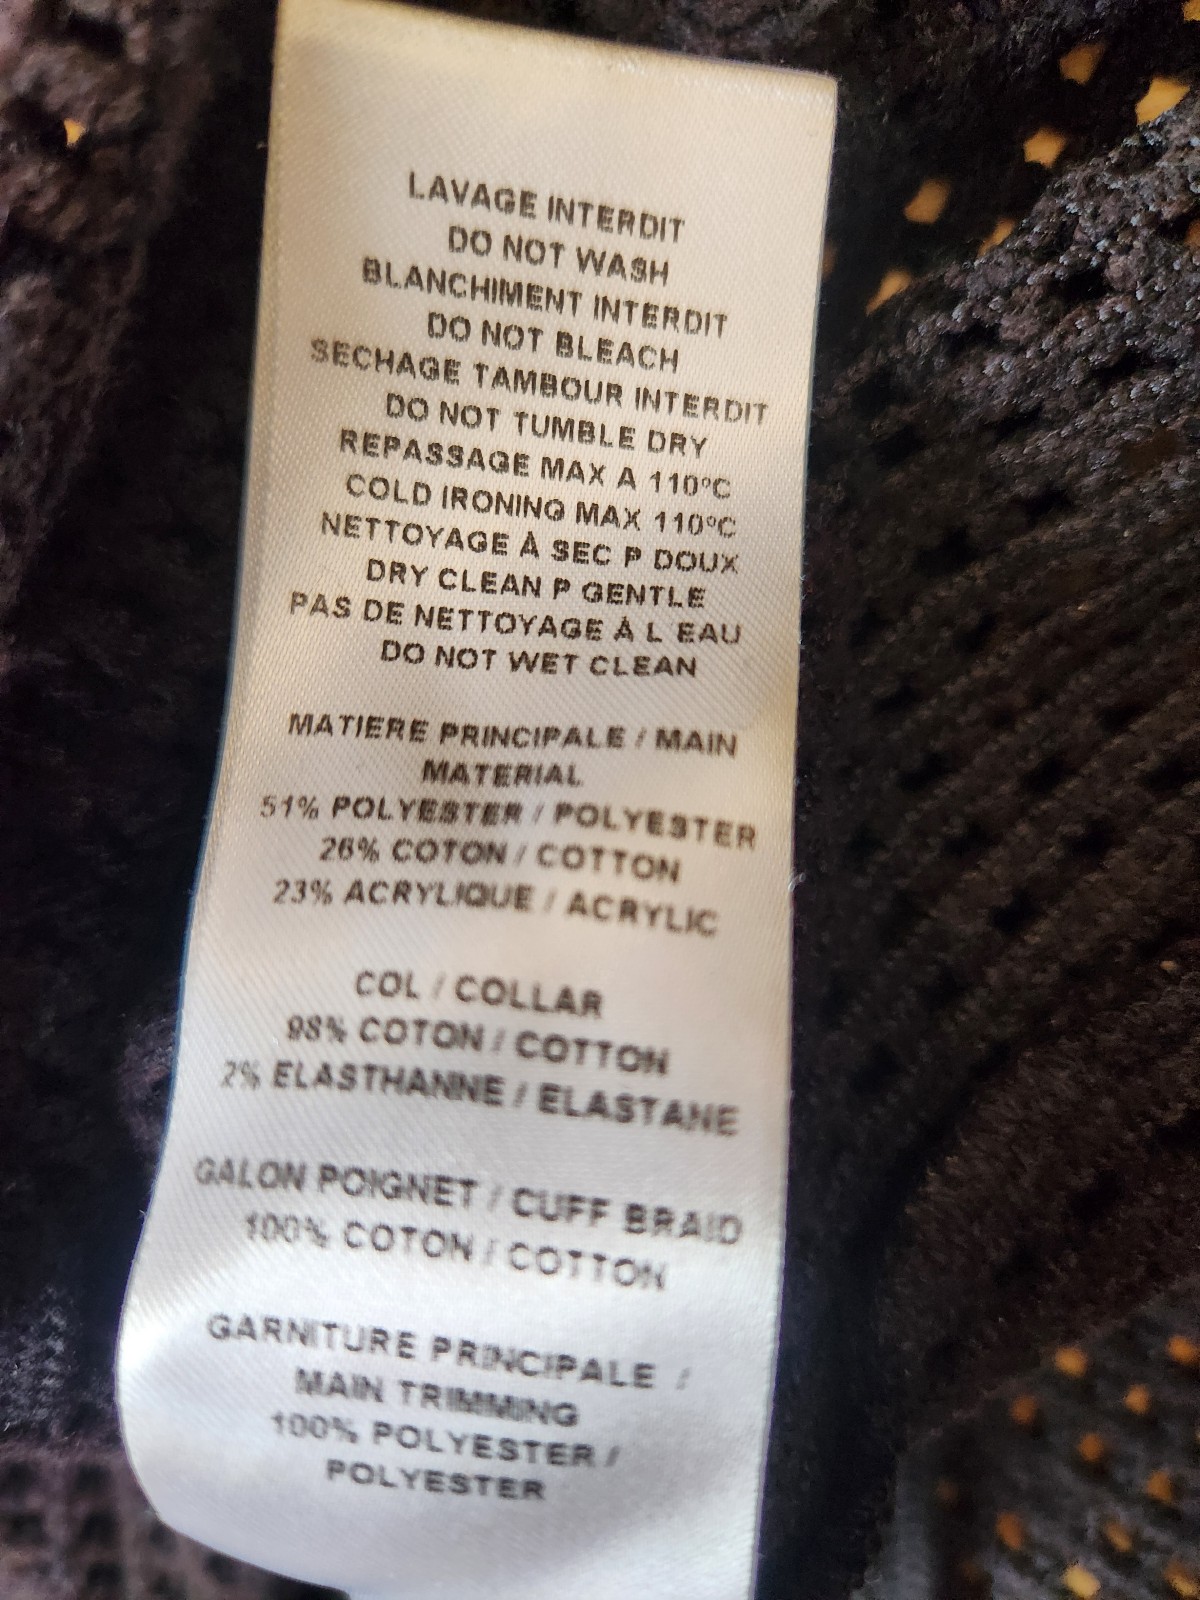 LAVAGE INTERDIT
DO NOT WASH
BLANCHIMENT INTERDIT
DO NOT BLEACH
SECHAGE TAMBOUR INTERDIT
DO NOT TUMBLE DRY
REPASSAGE MAX A 110°C
COLD IRONING MAX 110°C
NETTOYAGE À SEC P DOUX
DRY CLEAN P GENTLE
PAS DE NETTOYAGE À L EAU
DO NOT WET CLEAN
MATIERE PRINCIPALE / MAIN
MATERIAL
51% POLYESTER / POLYESTER
26% COTON / COTTON
23% ACRYLIQUE / ACRYLIC
COL / COLLAR
98% COTON / COTTON
2% ELASTHANNE / ELASTANE
GALON POIGNET / CUFF BRAID
100% COTON / COTTON
GARNITURE PRINCIPALE /
MAIN TRIMMING
100% POLYESTER /
POLYESTER